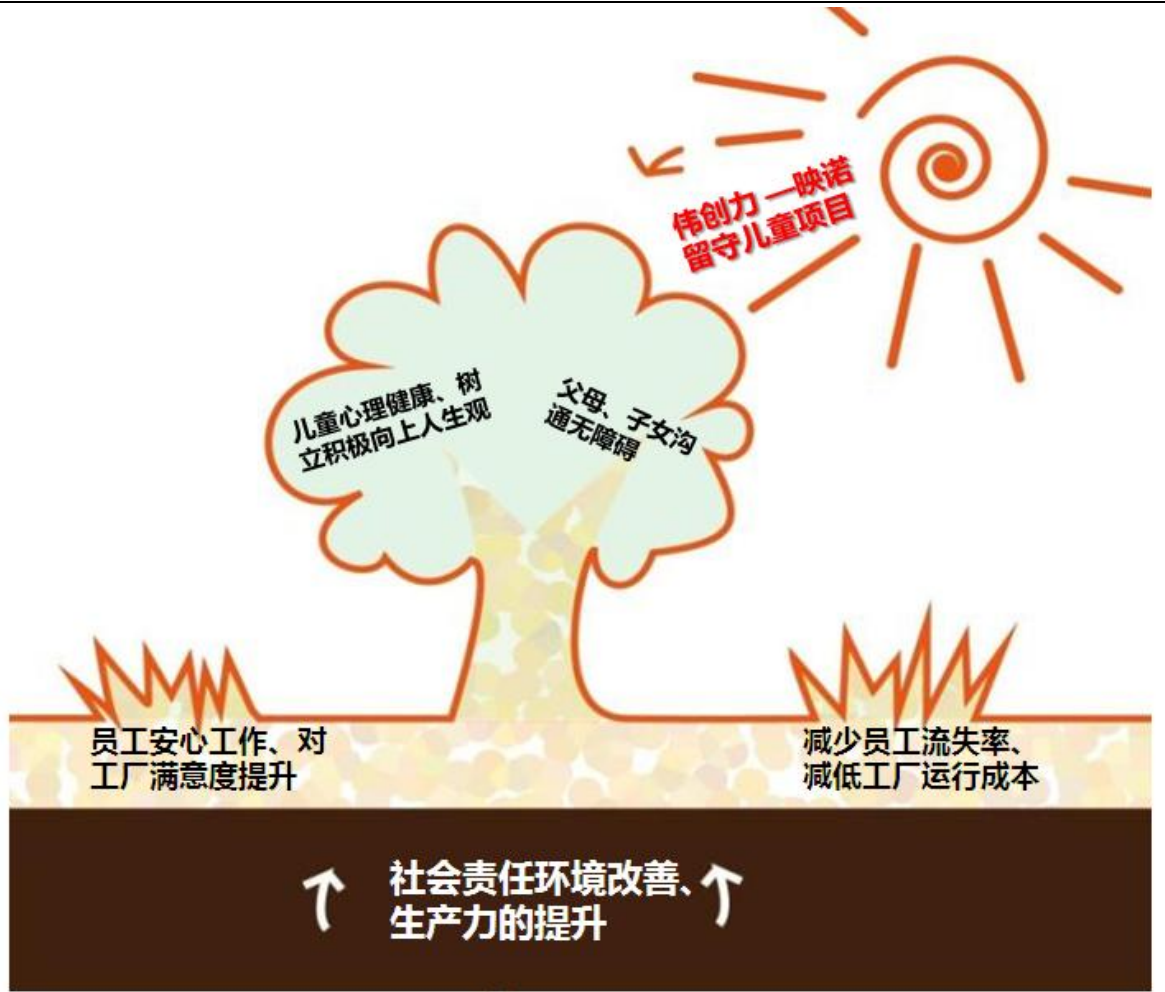 伟创力 —映诺
留守儿童项目
儿童心理健康、树
立积极向上人生观
父母、子女沟
通无障碍
员工安心工作、对
工厂满意度提升
减少员工流失率、
减低工厂运行成本
社会责任环境改善、
生产力的提升